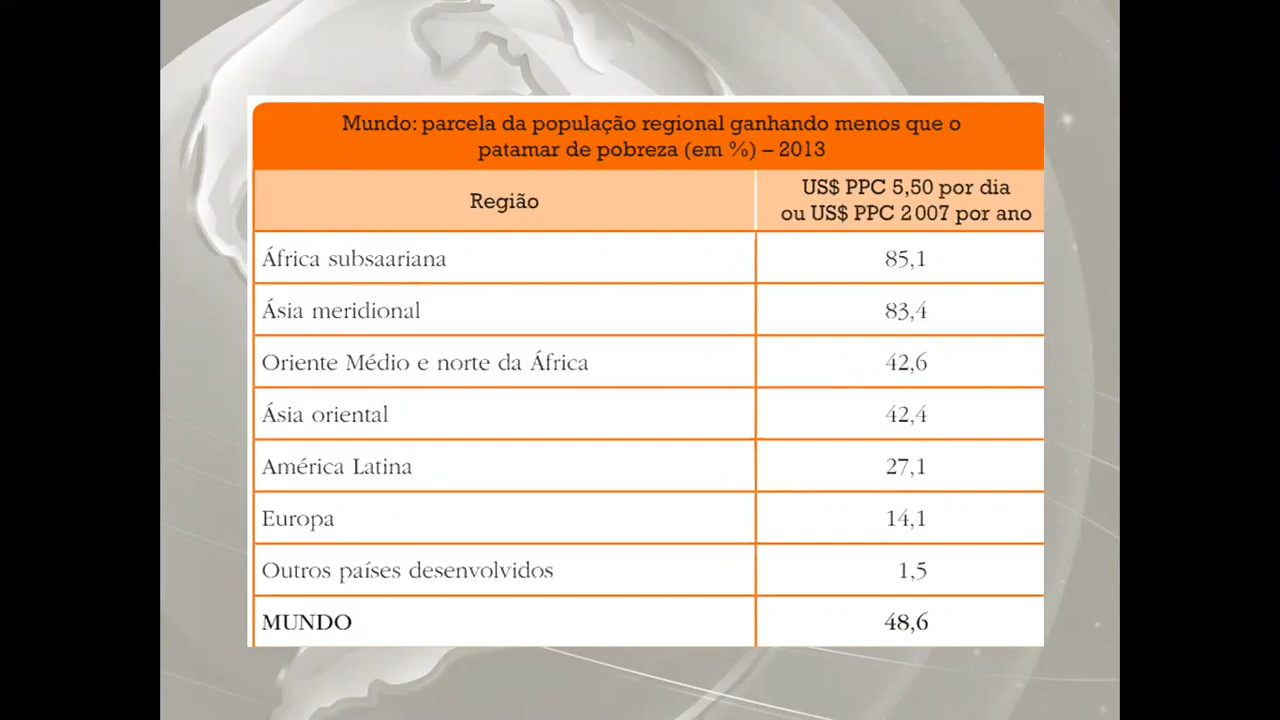 Mundo: parcela da população regional ganhando menos que o
patamar de pobreza (em %) – 2013
Região
US$ PPC 5,50 por dia
ou US$ PPC 2 007 por ano
África subsaariana 85,1
Ásia meridional 83,4
Oriente Médio e norte da África 42,6
Ásia oriental 42,4
América Latina 27,1
Europa 14,1
Outros países desenvolvidos 1,5
MUNDO 48,6